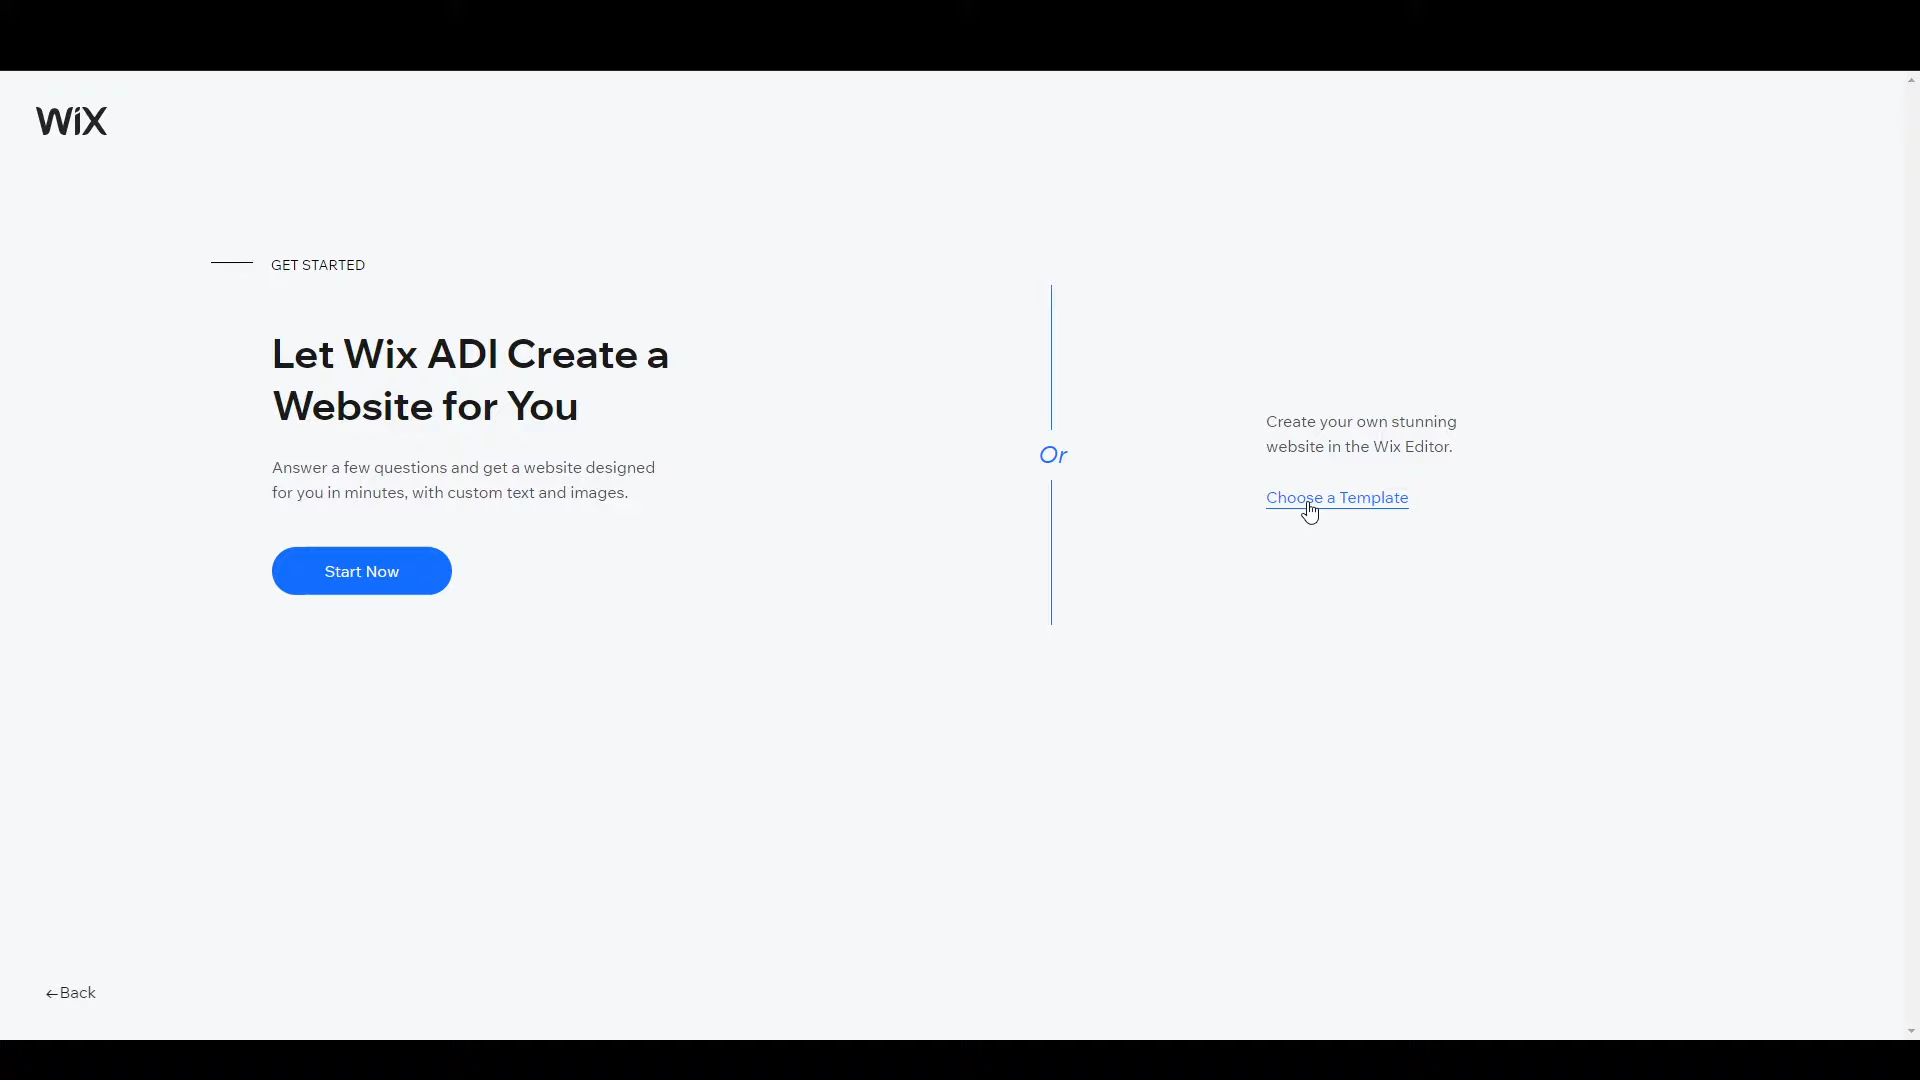 WiX
GET STARTED
Let Wix ADI Create a
Website for You
Answer a few questions and get a website designed
for you in minutes, with custom text and images.
Start Now
Or
Create your own stunning
website in the Wix Editor.
Choose a Template
←Back